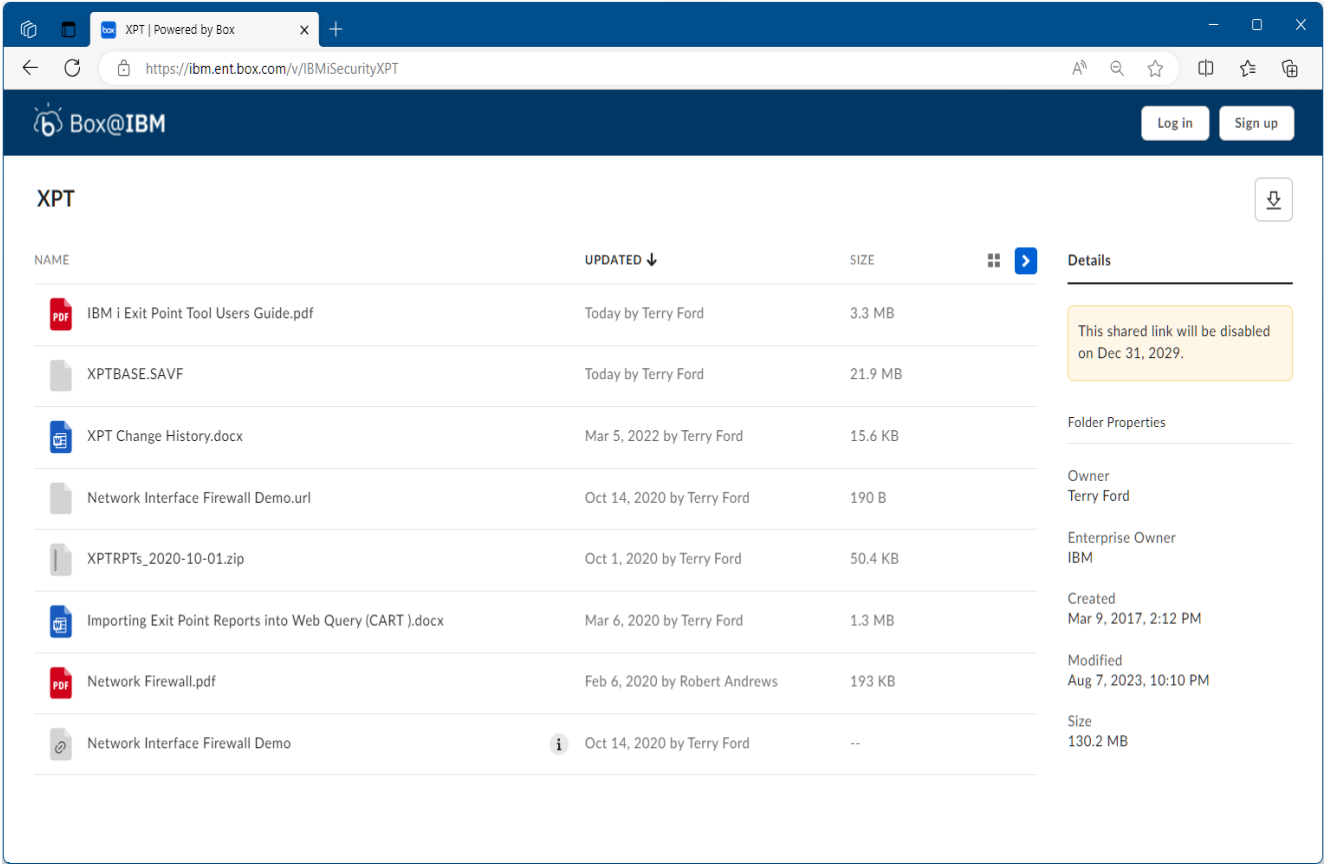 box XPT | Powered by Box
https://ibm.ent.box.com/v/IBMiSecurityXPT
b Box@IBM Log in Sign up
XPT
NAME UPDATED SIZE Details
PDF IBM i Exit Point Tool Users Guide.pdf Today by Terry Ford 3.3 MB
This shared link will be disabled
on Dec 31, 2029.
XPTBASE.SAVF Today by Terry Ford 21.9 MB
W XPT Change History.docx Mar 5, 2022 by Terry Ford 15.6 KB
Folder Properties
Network Interface Firewall Demo.url Oct 14, 2020 by Terry Ford 190 B
Owner
Terry Ford
XPTRPTs_2020-10-01.zip Oct 1, 2020 by Terry Ford 50.4 KB
Enterprise Owner
IBM
W Importing Exit Point Reports into Web Query (CART ).docx Mar 6, 2020 by Terry Ford 1.3 MB
Created
Mar 9, 2017, 2:12 PM
PDF Network Firewall.pdf Feb 6, 2020 by Robert Andrews 193 KB
Modified
Aug 7, 2023, 10:10 PM
Network Interface Firewall Demo i Oct 14, 2020 by Terry Ford --
Size
130.2 MB